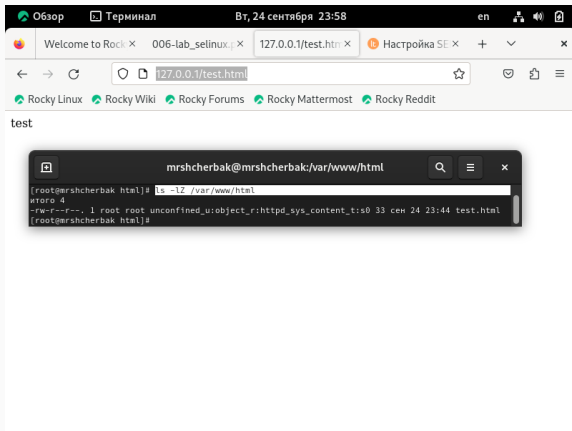 Обзор Терминал Вт, 24 сентября 23:58 en
Welcome to Rock 006-lab_selinux.p 127.0.0.1/test.htm Настройка SE
127.0.0.1/test.html
Rocky Linux Rocky Wiki Rocky Forums Rocky Mattermost Rocky Reddit
test
mrshcherbak@mrshcherbak:/var/www/html
[root@mrshcherbak html]# ls -lZ /var/www/html
итого 4
-rw-r--r--. 1 root root unconfined_u:object_r:httpd_sys_content_t:s0 33 сен 24 23:44 test.html
[root@mrshcherbak html]#